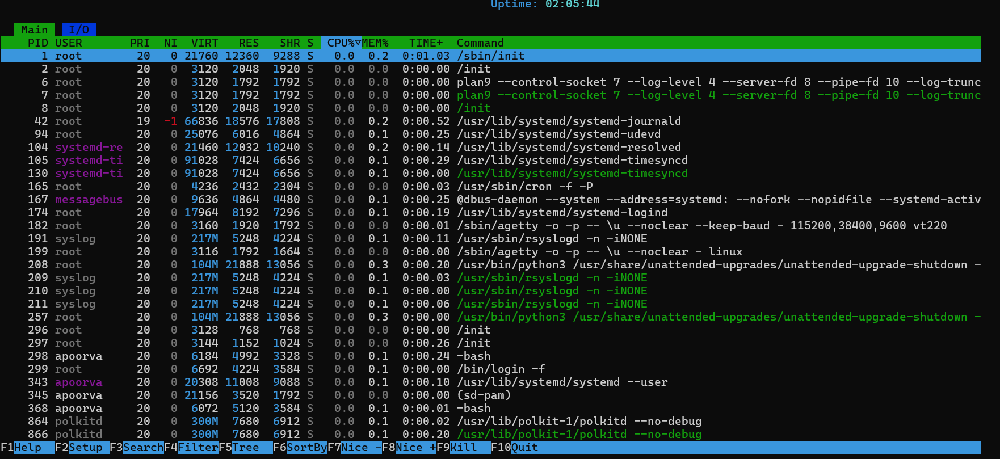 Uptime: 02:05:44
Main I/O
PID USER PRI NI VIRT RES SHR S CPU%▽MEM% TIME+ Command
1 root 20 0 21760 12360 9288 S 0.0 0.2 0:01.03 /sbin/init
2 root 20 0 3120 2048 1920 S 0.0 0.0 0:00.00 /init
6 root 20 0 3120 1792 1792 S 0.0 0.0 0:00.00 plan9 --control-socket 7 --log-level 4 --server-fd 8 --pipe-fd 10 --log-trunc
7 root 20 0 3120 1792 1792 S 0.0 0.0 0:00.00 plan9 --control-socket 7 --log-level 4 --server-fd 8 --pipe-fd 10 --log-trunc
8 root 20 0 3120 2048 1920 S 0.0 0.0 0:00.00 /init
42 root 19 -1 66836 18576 17808 S 0.0 0.2 0:00.52 /usr/lib/systemd/systemd-journald
94 root 20 0 25076 6016 4864 S 0.0 0.1 0:00.25 /usr/lib/systemd/systemd-udevd
104 systemd-re 20 0 21460 12032 10240 S 0.0 0.2 0:00.14 /usr/lib/systemd/systemd-resolved
105 systemd-ti 20 0 91028 7424 6656 S 0.0 0.1 0:00.29 /usr/lib/systemd/systemd-timesyncd
130 systemd-ti 20 0 91028 7424 6656 S 0.0 0.1 0:00.00 /usr/lib/systemd/systemd-timesyncd
165 root 20 0 4236 2432 2304 S 0.0 0.0 0:00.03 /usr/sbin/cron -f -P
167 messagebus 20 0 9636 4864 4480 S 0.0 0.1 0:00.25 @dbus-daemon --system --address=systemd: --nofork --nopidfile --systemd-activ
174 root 20 0 17964 8192 7296 S 0.0 0.1 0:00.19 /usr/lib/systemd/systemd-logind
182 root 20 0 3160 1920 1792 S 0.0 0.0 0:00.01 /sbin/agetty -o -p -- \u --noclear --keep-baud - 115200,38400,9600 vt220
191 syslog 20 0 217M 5248 4224 S 0.0 0.1 0:00.11 /usr/sbin/rsyslogd -n -iNONE
199 root 20 0 3116 1792 1664 S 0.0 0.0 0:00.00 /sbin/agetty -o -p -- \u --noclear - linux
208 root 20 0 104M 21888 13056 S 0.0 0.3 0:00.20 /usr/bin/python3 /usr/share/unattended-upgrades/unattended-upgrade-shutdown -
209 syslog 20 0 217M 5248 4224 S 0.0 0.1 0:00.03 /usr/sbin/rsyslogd -n -iNONE
210 syslog 20 0 217M 5248 4224 S 0.0 0.1 0:00.00 /usr/sbin/rsyslogd -n -iNONE
211 syslog 20 0 217M 5248 4224 S 0.0 0.1 0:00.06 /usr/sbin/rsyslogd -n -iNONE
257 root 20 0 104M 21888 13056 S 0.0 0.3 0:00.00 /usr/bin/python3 /usr/share/unattended-upgrades/unattended-upgrade-shutdown -
296 root 20 0 3128 768 768 S 0.0 0.0 0:00.00 /init
297 root 20 0 3144 1152 1024 S 0.0 0.0 0:00.26 /init
298 apoorva 20 0 6184 4992 3328 S 0.0 0.1 0:00.24 -bash
299 root 20 0 6692 4224 3584 S 0.0 0.1 0:00.00 /bin/login -f
343 apoorva 20 0 20308 11008 9088 S 0.0 0.1 0:00.10 /usr/lib/systemd/systemd --user
345 apoorva 20 0 21156 3520 1792 S 0.0 0.0 0:00.00 (sd-pam)
368 apoorva 20 0 6072 5120 3584 S 0.0 0.1 0:00.01 -bash
864 polkitd 20 0 300M 7680 6912 S 0.0 0.1 0:00.02 /usr/lib/polkit-1/polkitd --no-debug
866 polkitd 20 0 300M 7680 6912 S 0.0 0.1 0:00.20 /usr/lib/polkit-1/polkitd --no-debug
F1Help F2Setup F3SearchF4FilterF5Tree F6SortByF7Nice -F8Nice +F9Kill F10Quit